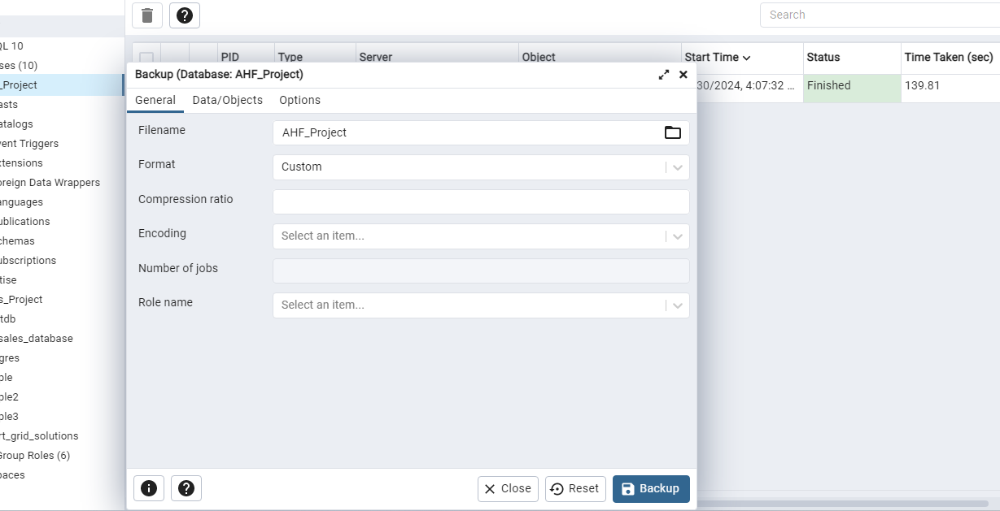 Search
QL 10
ses (10)
_Project
asts
atalogs
vent Triggers
xtensions
oreign Data Wrappers
anguages
ublications
chemas
ubscriptions
tise
s_Project
tdb
sales_database
gres
ple
ple2
ple3
rt_grid_solutions
Group Roles (6)
paces
PID Type Server Object Start Time Status Time Taken (sec)
30/2024, 4:07:32 ... Finished 139.81
Backup (Database: AHF_Project)
General Data/Objects Options
Filename AHF_Project
Format Custom
Compression ratio
Encoding Select an item...
Number of jobs
Role name Select an item...
Close Reset Backup